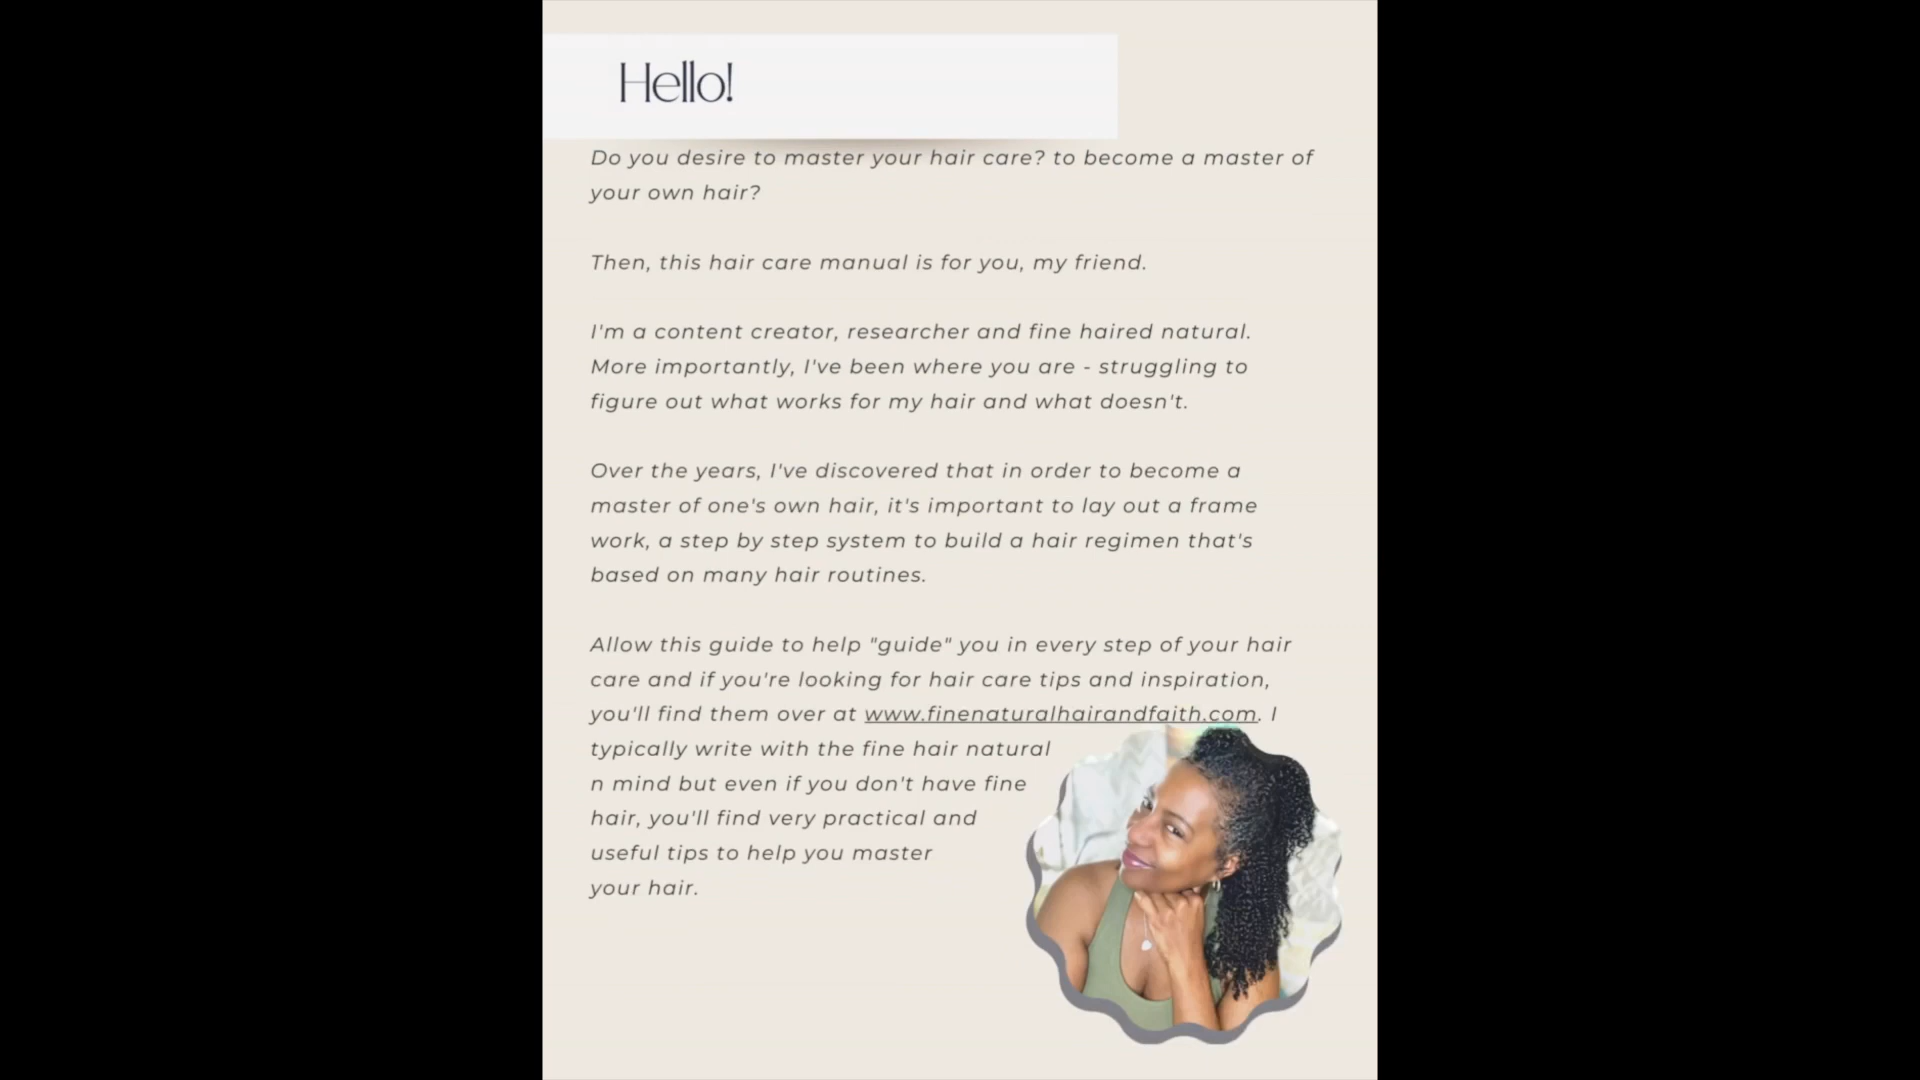 Hello!
Do you desire to master your hair care? to become a master of
your own hair?
Then, this hair care manual is for you, my friend.
I'm a content creator, researcher and fine haired natural.
More importantly, I've been where you are - struggling to
figure out what works for my hair and what doesn't.
Over the years, I've discovered that in order to become a
master of one's own hair, it's important to lay out a frame
work, a step by step system to build a hair regimen that's
based on many hair routines.
Allow this guide to help "guide" you in every step of your hair
care and if you're looking for hair care tips and inspiration,
you'll find them over at www.finenaturalhairandfaith.com. I
typically write with the fine hair natural
n mind but even if you don't have fine
hair, you'll find very practical and
useful tips to help you master
your hair.